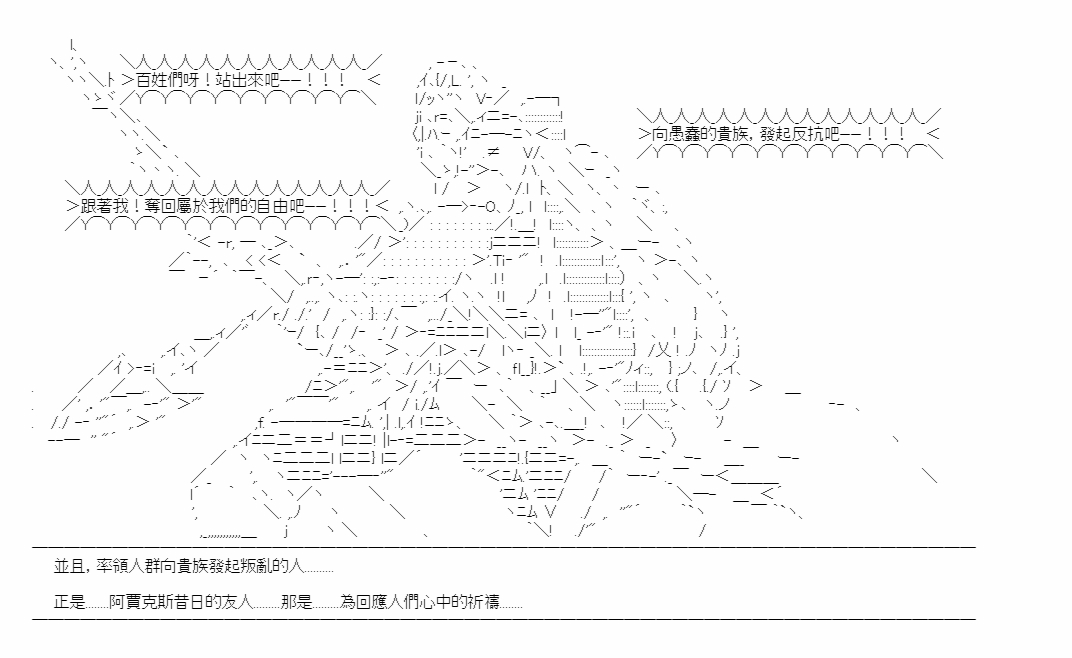 百姓們呀！站出來吧──！！！
向愚蠢的貴族，發起反抗吧──！！！
跟著我！奪回屬於我們的自由吧──！！！
並且，率領人群向貴族發起叛亂的人..........
正是........阿賈克斯昔日的友人.........那是.........為回應人們心中的祈禱........